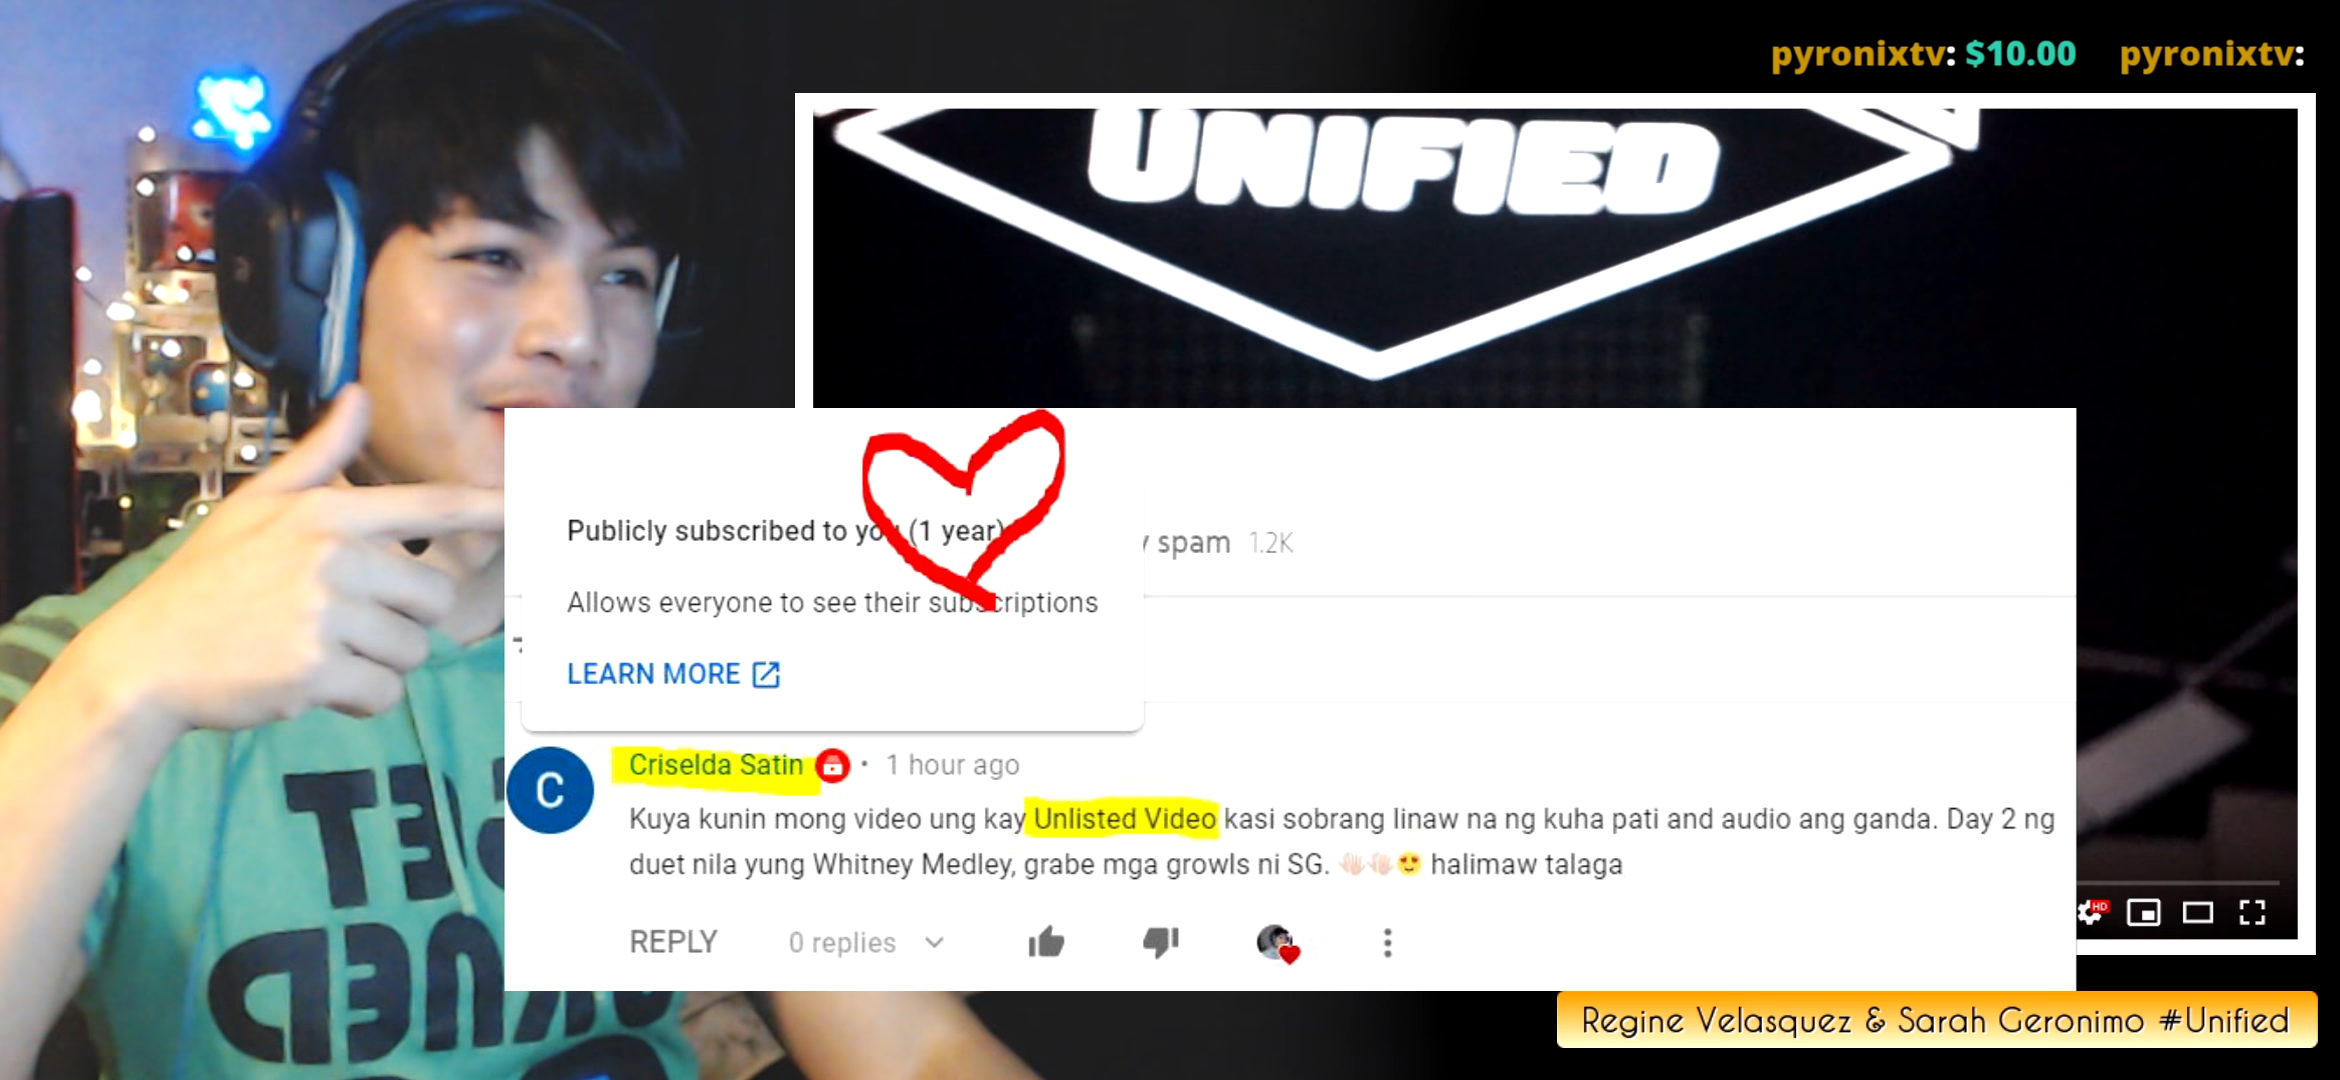 pyronixtv: $10.00 pyronixtv:
UNIFIED
Publicly subscribed to you (1 year)
spam 1.2K
Allows everyone to see their subscriptions
LEARN MORE
C
Criselda Satin • 1 hour ago
Kuya kunin mong video ung kay Unlisted Video kasi sobrang linaw na ng kuha pati and audio ang ganda. Day 2 ng
duet nila yung Whitney Medley, grabe mga growls ni SG. 👏🏻👏🏻😍 halimaw talaga
REPLY 0 replies
HD
Regine Velasquez & Sarah Geronimo #Unified